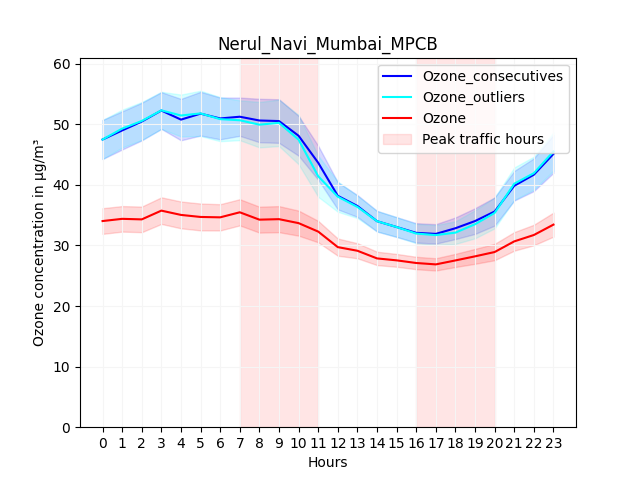 Nerul_Navi_Mumbai_MPCB
Ozone_consecutives
Ozone_outliers
Ozone
Peak traffic hours
Ozone concentration in µg/m³
60
50
40
30
20
10
0
0 1 2 3 4 5 6 7 8 9 10 11 12 13 14 15 16 17 18 19 20 21 22 23
Hours